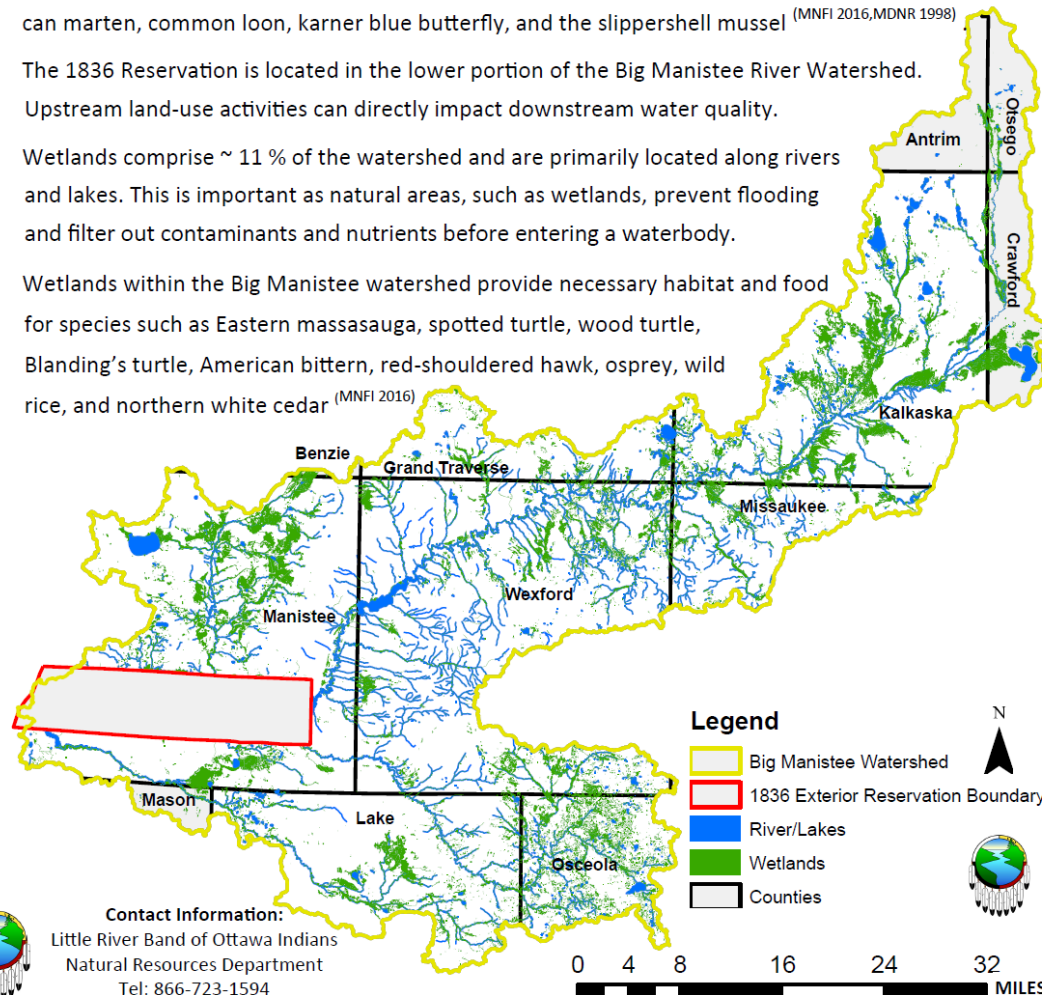 can marten, common loon, karner blue butterfly, and the slippershell mussel (MNFI 2016,MDNR 1998)
The 1836 Reservation is located in the lower portion of the Big Manistee River Watershed.
Upstream land-use activities can directly impact downstream water quality.
Wetlands comprise ~ 11 % of the watershed and are primarily located along rivers
and lakes. This is important as natural areas, such as wetlands, prevent flooding
and filter out contaminants and nutrients before entering a waterbody.
Wetlands within the Big Manistee watershed provide necessary habitat and food
for species such as Eastern massasauga, spotted turtle, wood turtle,
Blanding's turtle, American bittern, red-shouldered hawk, osprey, wild
rice, and northern white cedar (MNFI 2016)
Otsego
Antrim
Crawford
Kalkaska
Benzie
Grand Traverse
Missaukee
Wexford
Manistee
Mason
Lake
Osceola
Legend
N
Big Manistee Watershed
1836 Exterior Reservation Boundary
River/Lakes
Wetlands
Counties
Contact Information:
Little River Band of Ottawa Indians
Natural Resources Department
Tel: 866-723-1594
0 4 8 16 24 32
MILES